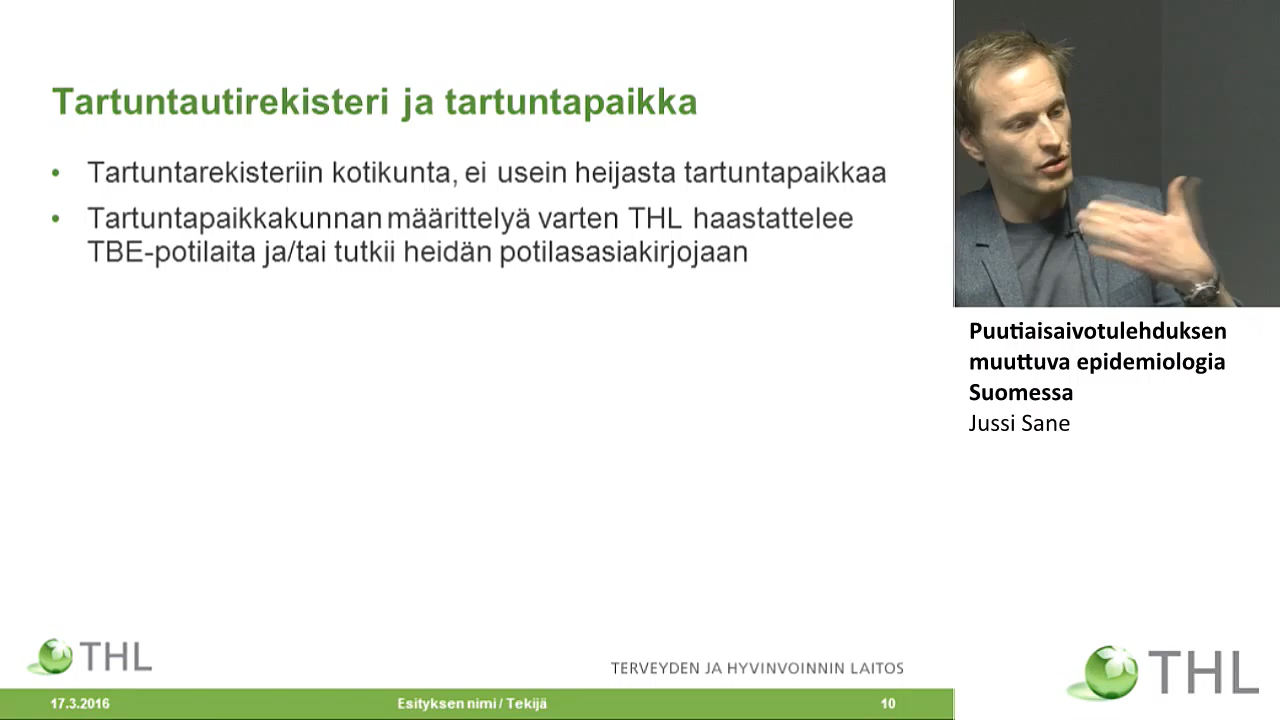 Tartuntautirekisteri ja tartuntapaikka
• Tartuntarekisteriin kotikunta, ei usein heijasta tartuntapaikkaa
• Tartuntapaikkakunnan määrittelyä varten THL haastattelee
TBE-potilaita ja/tai tutkii heidän potilasasiakirjojaan
Puutiaisaivotulehduksen
muuttuva epidemiologia
Suomessa
Jussi Sane
THL
TERVEYDEN JA HYVINVOINNIN LAITOS
17.3.2016 Esityksen nimi / Tekijä 10
THL